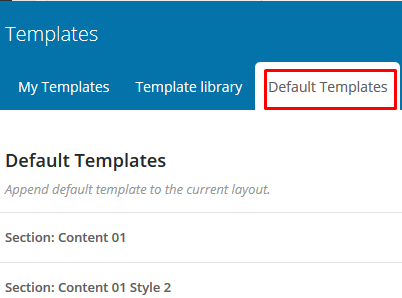 Templates
My Templates Template library Default Templates
Default Templates
Append default template to the current layout.
Section: Content 01
Section: Content 01 Style 2